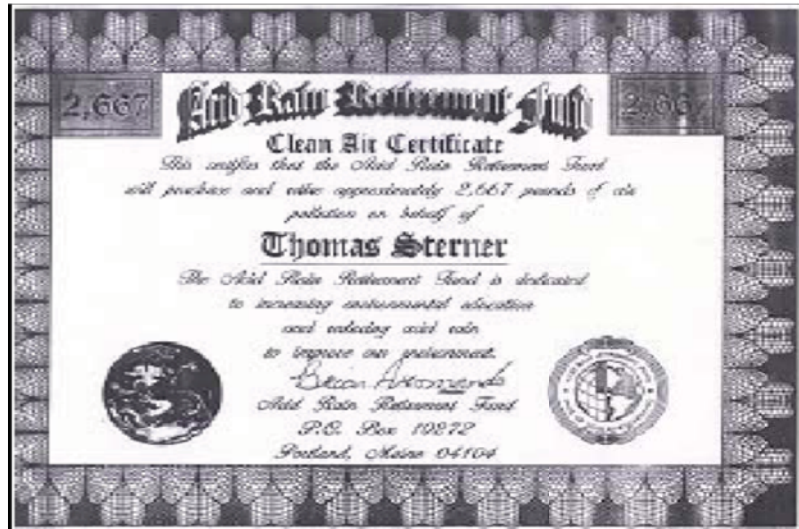 2,667 Acid Rain Retirement Fund 2,667
Clean Air Certificate
This certifies that the Acid Rain Retirement Fund
will purchase and retire approximately 2,667 pounds of air
pollution on behalf of
Thomas Sterner
The Acid Rain Retirement Fund is dedicated
to increasing environmental education
and reducing acid rain
to improve our environment.
Acid Rain Retirement Fund
P.O. Box 10272
Portland, Maine 04104